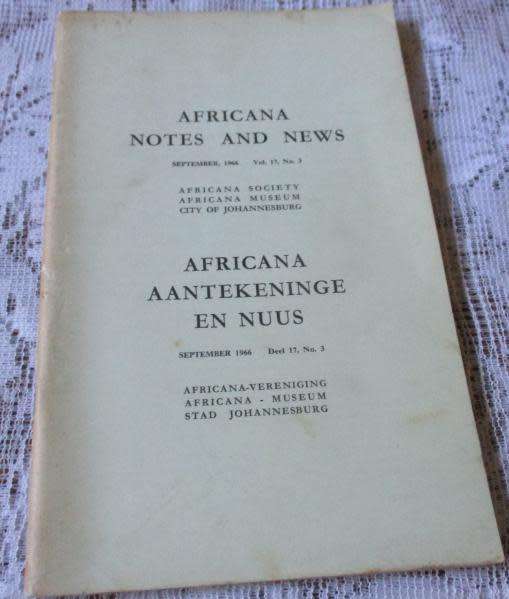 AFRICANA
NOTES AND NEWS
SEPTEMBER, 1966 Vol. 17, No. 3
AFRICANA SOCIETY
AFRICANA MUSEUM
CITY OF JOHANNESBURG
AFRICANA
AANTEKENINGE
EN NUUS
SEPTEMBER 1966 Deel 17, No. 3
AFRICANA-VERENIGING
AFRICANA - MUSEUM
STAD JOHANNESBURG